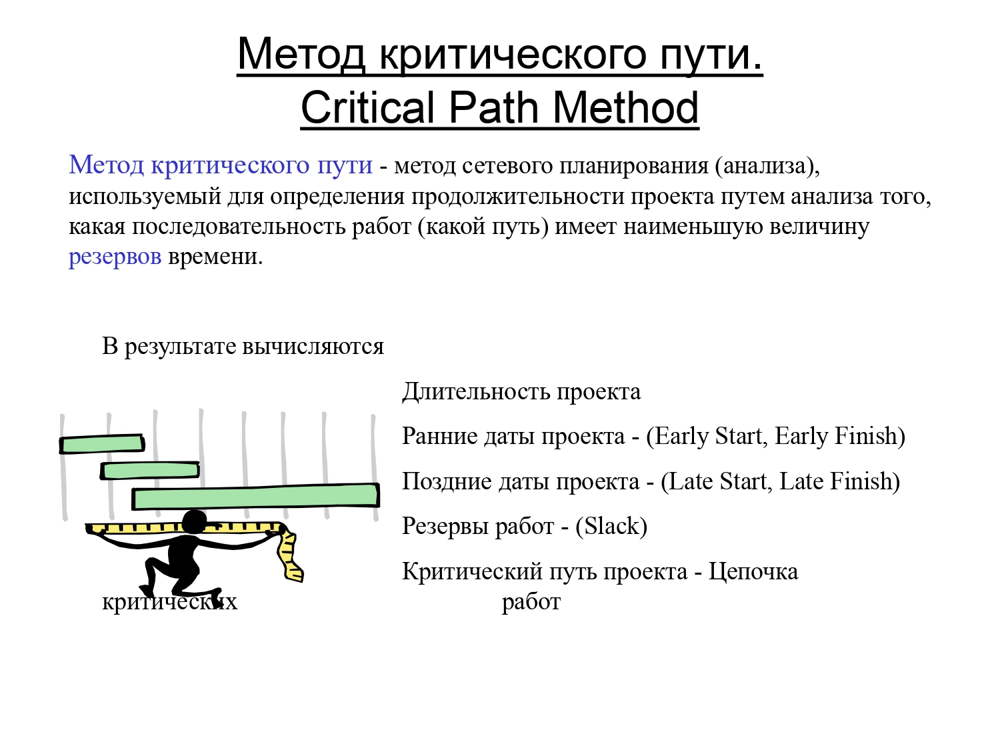 Метод критического пути.
Critical Path Method
Метод критического пути - метод сетевого планирования (анализа),
используемый для определения продолжительности проекта путем анализа того,
какая последовательность работ (какой путь) имеет наименьшую величину
резервов времени.
В результате вычисляются
Длительность проекта
Ранние даты проекта - (Early Start, Early Finish)
Поздние даты проекта - (Late Start, Late Finish)
Резервы работ - (Slack)
Критический путь проекта - Цепочка
критических работ